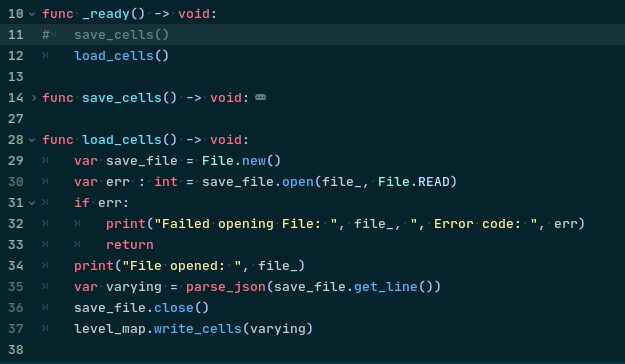 10 func _ready() -> void:
11 # save_cells()
12 load_cells()
13
14 func save_cells() -> void:
27
28 func load_cells() -> void:
29 var save_file = File.new()
30 var err : int = save_file.open(file_, File.READ)
31 if err:
32 print("Failed opening File: ", file_, ", Error code: ", err)
33 return
34 print("File opened: ", file_)
35 var varying = parse_json(save_file.get_line())
36 save_file.close()
37 level_map.write_cells(varying)
38